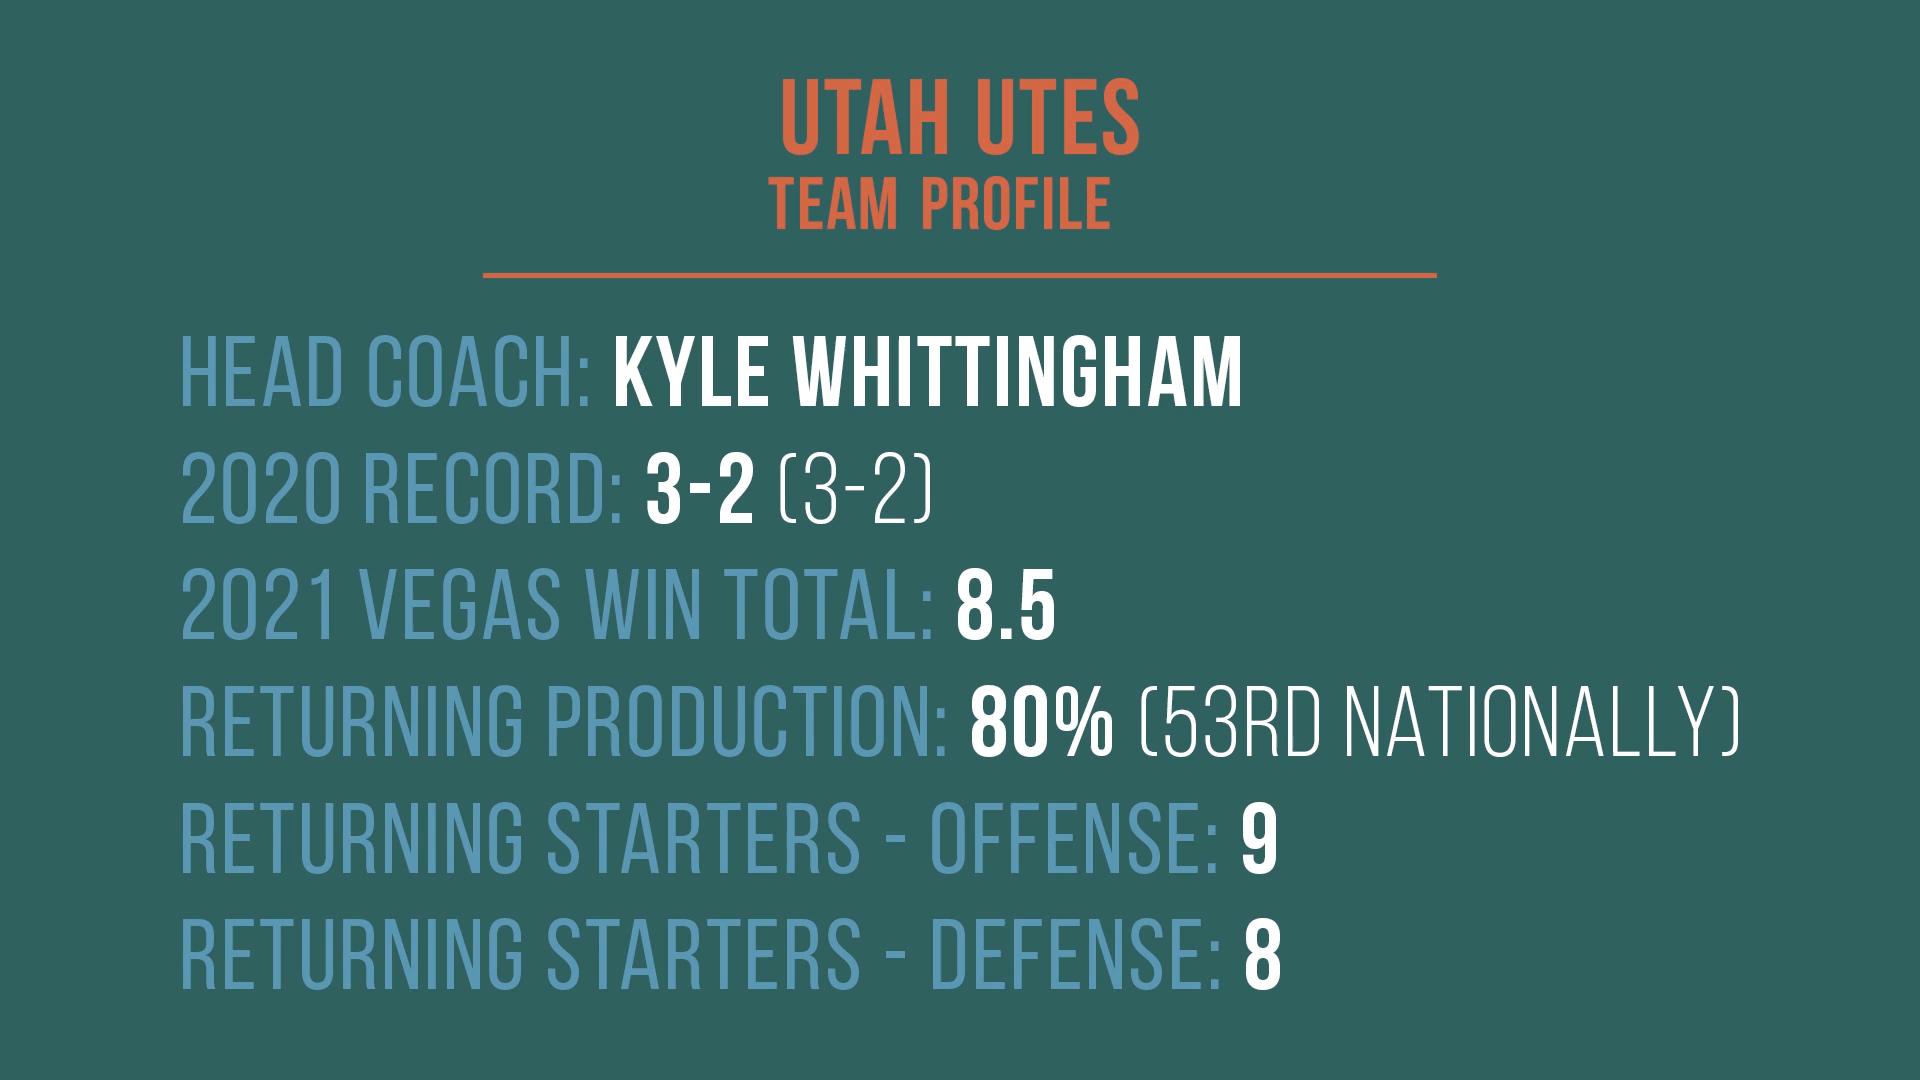 UTAH UTES
TEAM PROFILE
HEAD COACH: KYLE WHITTINGHAM
2020 RECORD: 3-2 (3-2)
2021 VEGAS WIN TOTAL: 8.5
RETURNING PRODUCTION: 80% (53RD NATIONALLY)
RETURNING STARTERS - OFFENSE: 9
RETURNING STARTERS - DEFENSE: 8